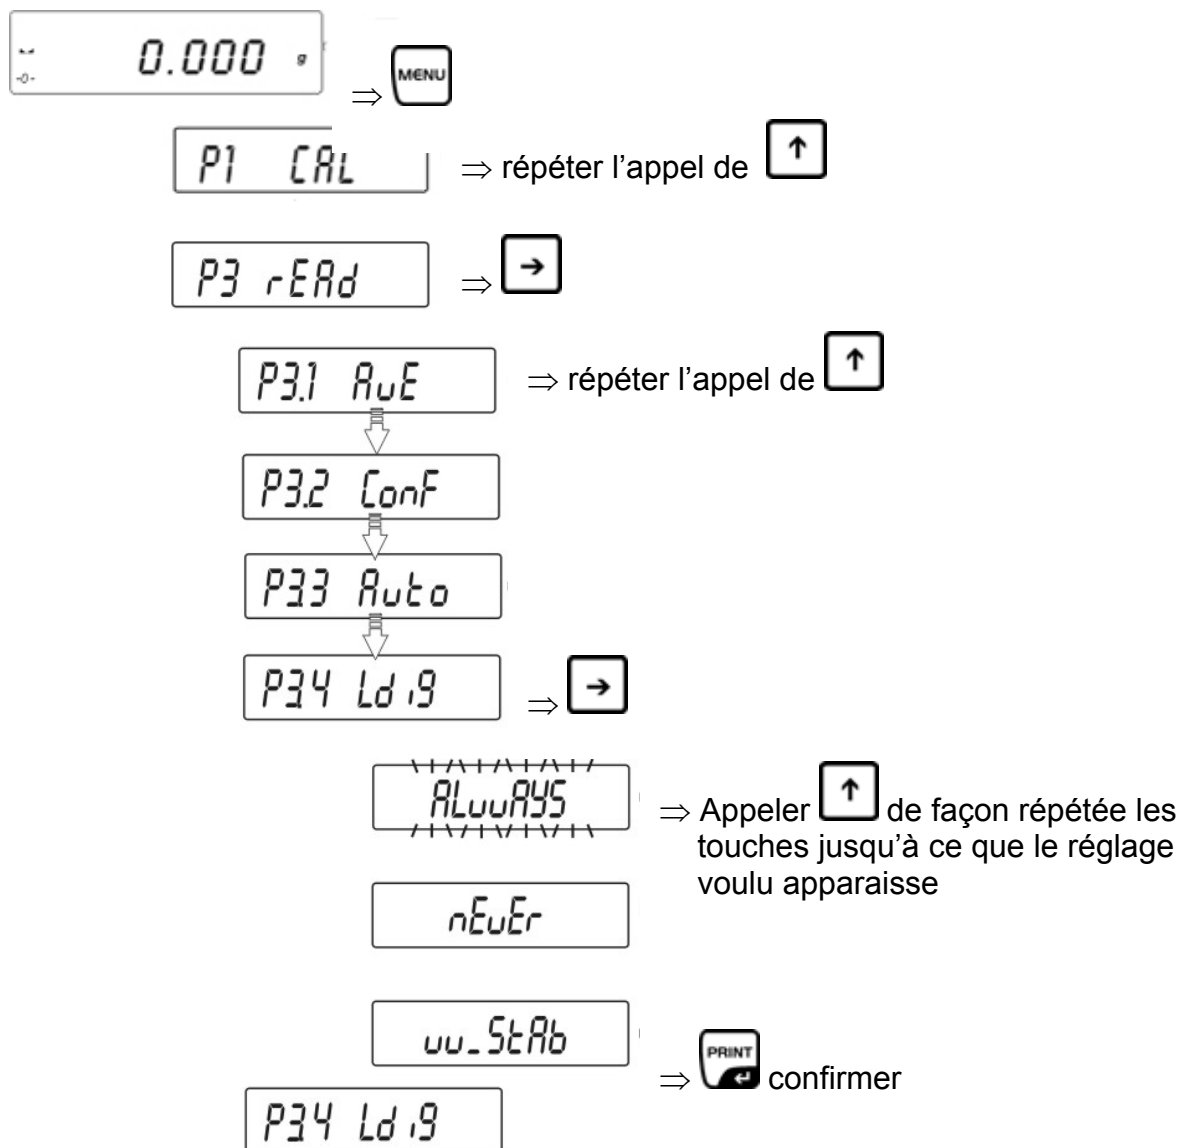 -0- 0.000 g
⇒ MENU
P1 CAL ⇒ répéter l’appel de ↑
P3 rEAd ⇒ →
P3.1 AvE ⇒ répéter l’appel de ↑
P3.2 ConF
P3.3 Auto
P3.4 Ldig ⇒ →
ALwAYS ⇒ Appeler ↑ de façon répétée les
touches jusqu’à ce que le réglage
voulu apparaisse
nEvEr
w_StAb
⇒ PRINT ↵ confirmer
P3.4 Ldig